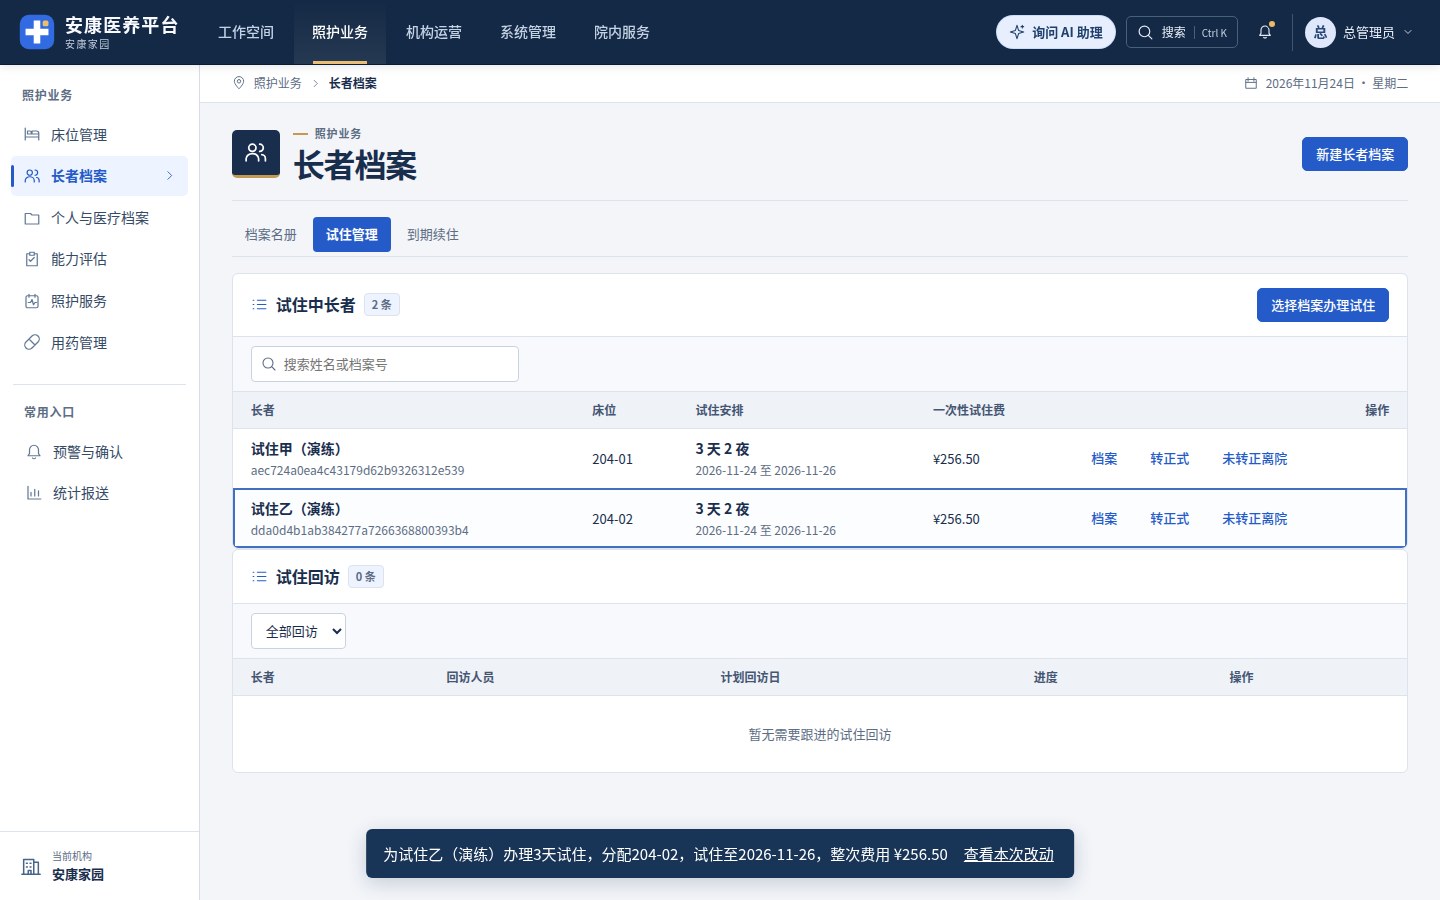 安康医养平台
安康家园
工作空间
照护业务
机构运营
系统管理
院内服务
询问 AI 助理
搜索 Ctrl K
总 总管理员
照护业务
床位管理
长者档案
个人与医疗档案
能力评估
照护服务
用药管理
常用入口
预警与确认
统计报送
当前机构
安康家园
照护业务 长者档案
2026年11月24日 · 星期二
照护业务
长者档案
新建长者档案
档案名册 试住管理 到期续住
试住中长者 2 条
选择档案办理试住
搜索姓名或档案号
长者 床位 试住安排 一次性试住费 操作
试住甲（演练） 204-01 3 天 2 夜 ¥256.50 档案 转正式 未转正离院
aec724a0ea4c43179d62b9326312e539 2026-11-24 至 2026-11-26
试住乙（演练） 204-02 3 天 2 夜 ¥256.50 档案 转正式 未转正离院
dda0d4b1ab384277a7266368800393b4 2026-11-24 至 2026-11-26
试住回访 0 条
全部回访
长者 回访人员 计划回访日 进度 操作
暂无需要跟进的试住回访
为试住乙（演练）办理3天试住，分配204-02，试住至2026-11-26，整次费用 ¥256.50 查看本次改动